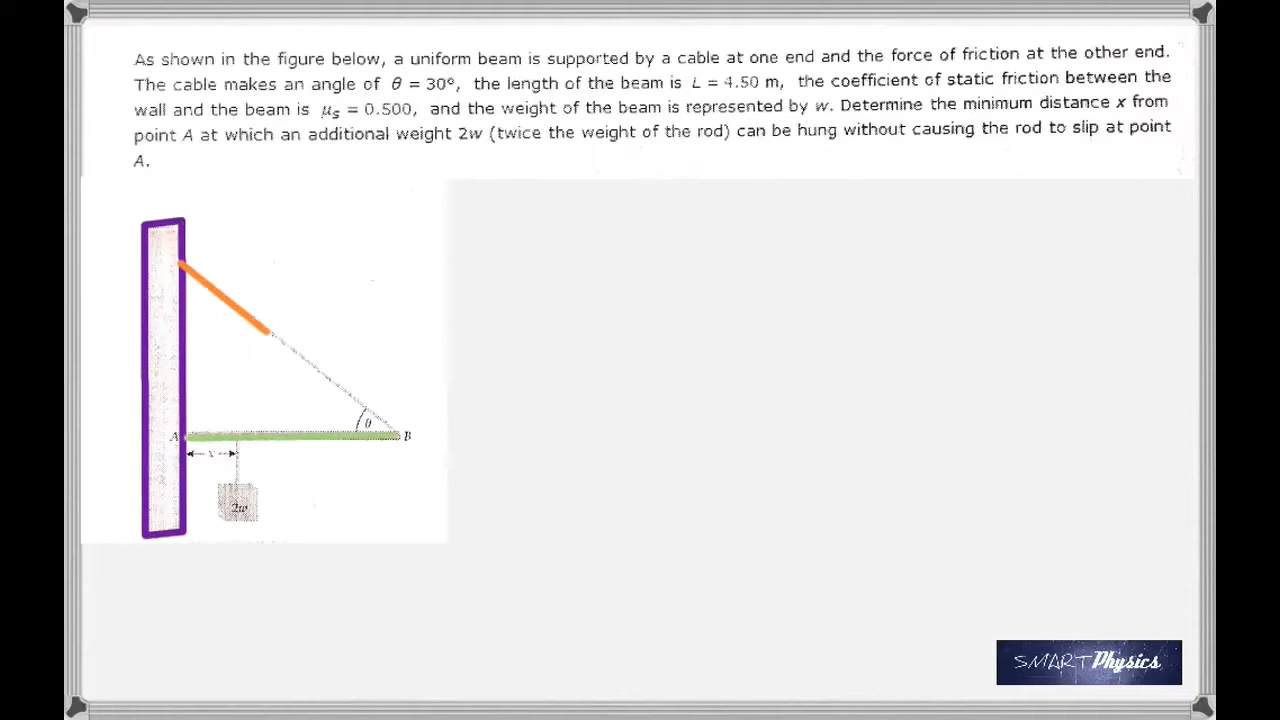 As shown in the figure below, a uniform beam is supported by a cable at one end and the force of friction at the other end.
The cable makes an angle of θ = 30°, the length of the beam is L = 4.50 m, the coefficient of static friction between the
wall and the beam is μs = 0.500, and the weight of the beam is represented by w. Determine the minimum distance x from
point A at which an additional weight 2w (twice the weight of the rod) can be hung without causing the rod to slip at point
A.
θ
A
B
x
2w
SMART Physics